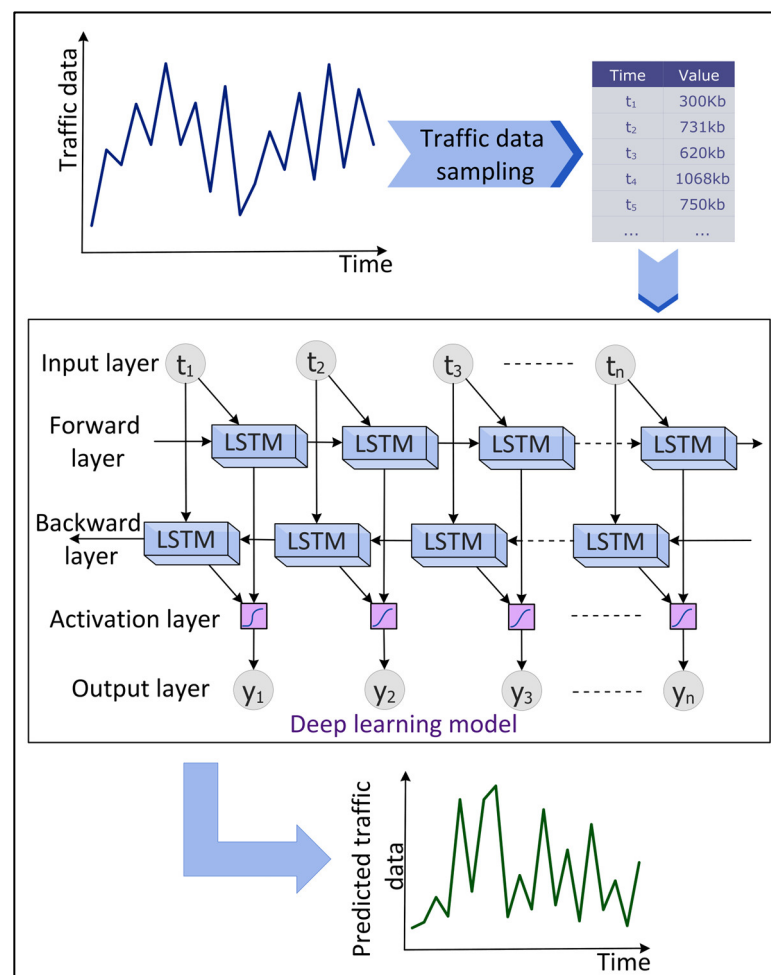 Traffic data
Time
Traffic data
sampling
Time Value
t₁ 300Kb
t₂ 731kb
t₃ 620kb
t₄ 1068kb
t₅ 750kb
... ...
Input layer t₁ t₂ t₃ tₙ
Forward
layer
LSTM LSTM LSTM LSTM
Backward
layer
LSTM LSTM LSTM LSTM
Activation layer
Output layer y₁ y₂ y₃ yₙ
Deep learning model
Predicted traffic
data
Time